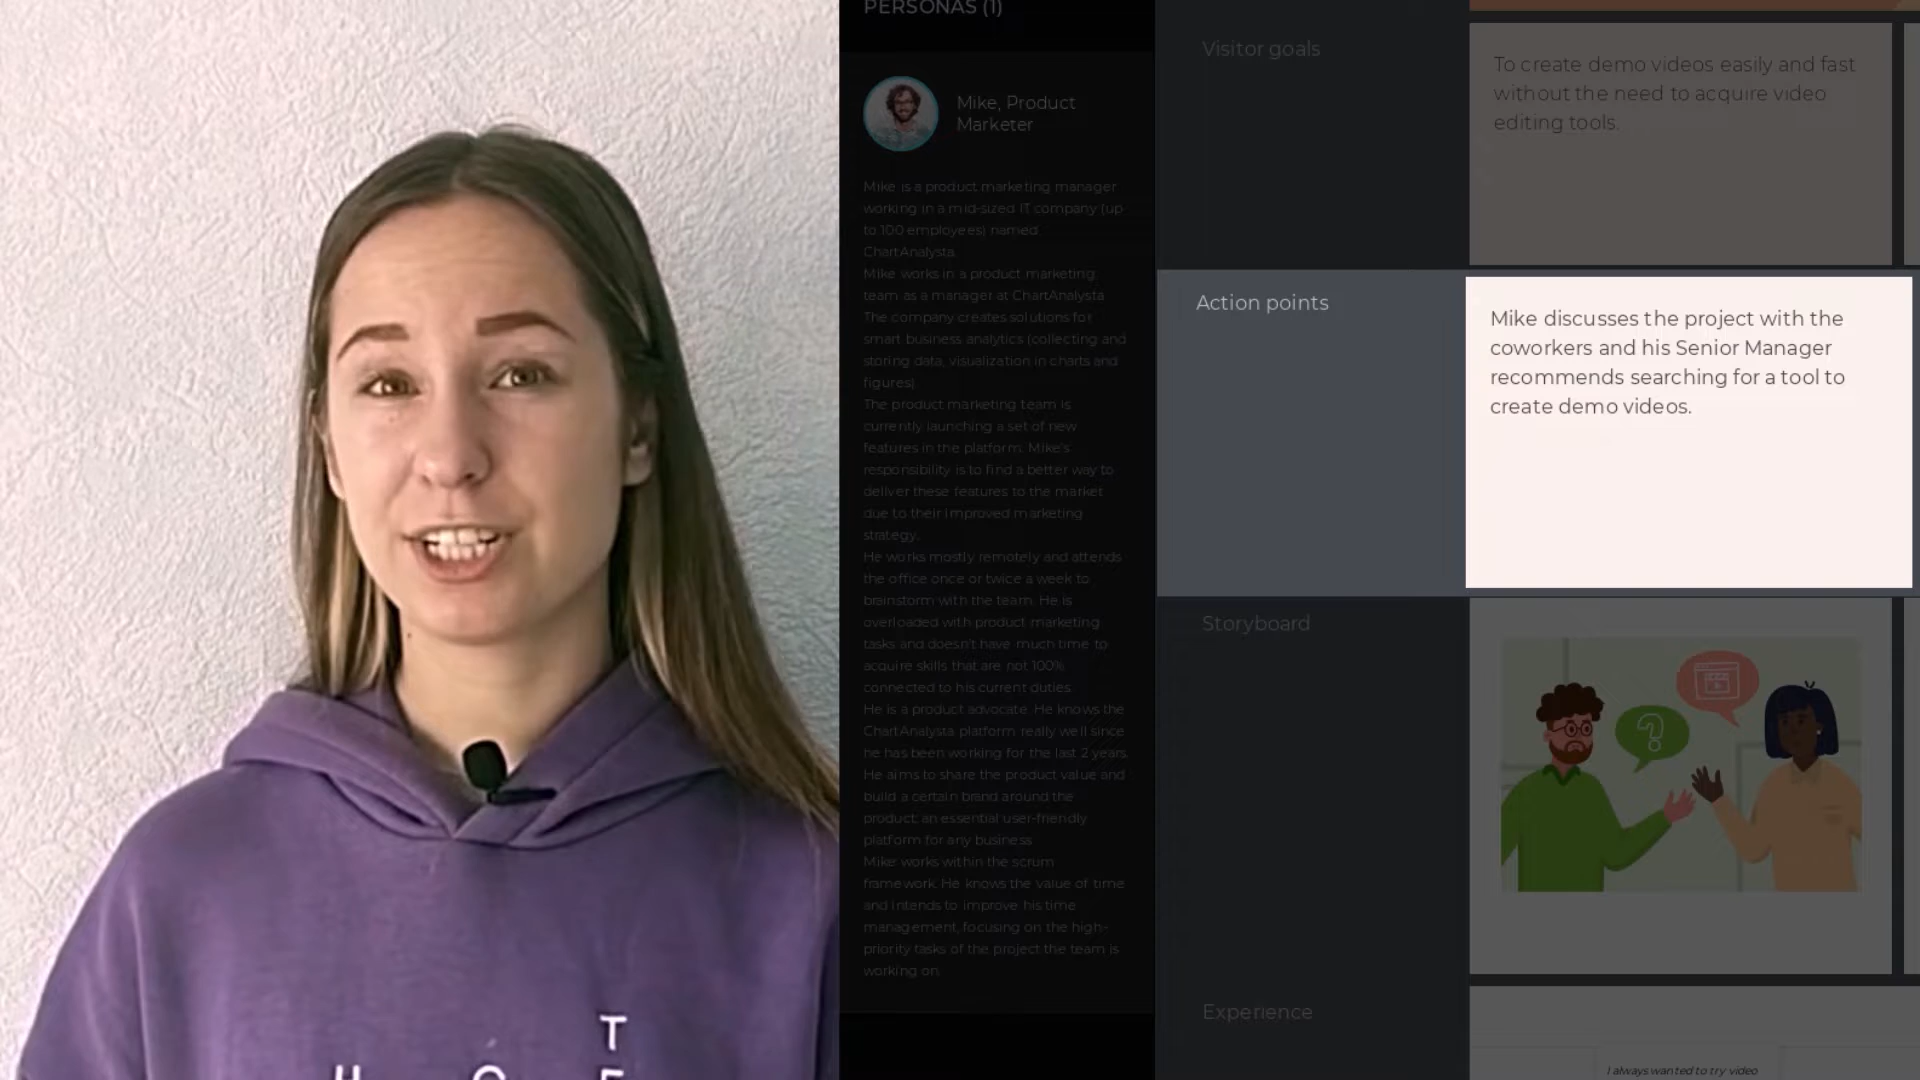 PERSONAS (1)
Mike, Product
Marketer
Mike is a product marketing manager
working in a mid-sized IT company (up
to 100 employees) named
ChartAnalysta.
Mike works in a product marketing
team as a manager at ChartAnalysta.
The company creates solutions for
smart business analytics (collecting and
storing data, visualization in charts and
figures).
The product marketing team is
currently launching a set of new
features in the platform. Mike's
responsibility is to find a better way to
deliver these features to the market
due to their improved marketing
strategy.
He works mostly remotely and attends
the office once or twice a week to
brainstorm with the team. He is
overloaded with product marketing
tasks and doesn't have much time to
acquire skills that are not 100%
connected to his current duties.
He is a product advocate. He knows the
ChartAnalysta platform really well since
he has been working for the last 2 years.
He aims to share the product value and
build a certain brand around the
product: an essential user-friendly
platform for any business
Mike works within the scrum
framework. He knows the value of time
and intends to improve his time
management, focusing on the high-
priority tasks of the project the team is
working on.
Visitor goals
To create demo videos easily and fast
without the need to acquire video
editing tools.
Action points
Mike discusses the project with the
coworkers and his Senior Manager
recommends searching for a tool to
create demo videos.
Storyboard
?
Experience
I always wanted to try video
T
H O E